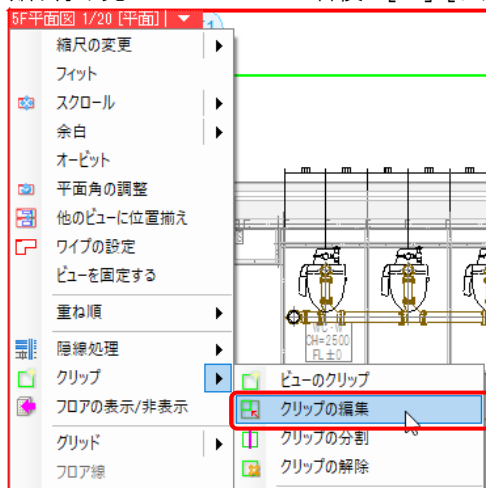 5F平面図 1/20 [平面]
縮尺の変更
フィット
スクロール
余白
オービット
平面角の調整
他のビューに位置揃え
ワイプの設定
ビューを固定する
重ね順
隠線処理
クリップ
フロアの表示/非表示
グリッド
フロア線
ビューのクリップ
クリップの編集
クリップの分割
クリップの解除
WC-W
CH=2500
FL±0